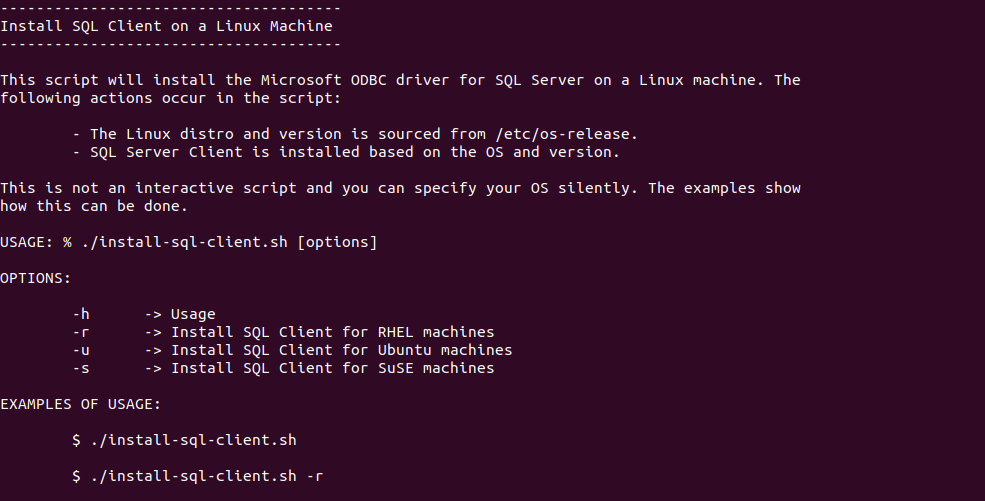 --------------------------------------
Install SQL Client on a Linux Machine
--------------------------------------
This script will install the Microsoft ODBC driver for SQL Server on a Linux machine. The
following actions occur in the script:
- The Linux distro and version is sourced from /etc/os-release.
- SQL Server Client is installed based on the OS and version.
This is not an interactive script and you can specify your OS silently. The examples show
how this can be done.
USAGE: % ./install-sql-client.sh [options]
OPTIONS:
-h      -> Usage
-r      -> Install SQL Client for RHEL machines
-u      -> Install SQL Client for Ubuntu machines
-s      -> Install SQL Client for SuSE machines
EXAMPLES OF USAGE:
$ ./install-sql-client.sh
$ ./install-sql-client.sh -r